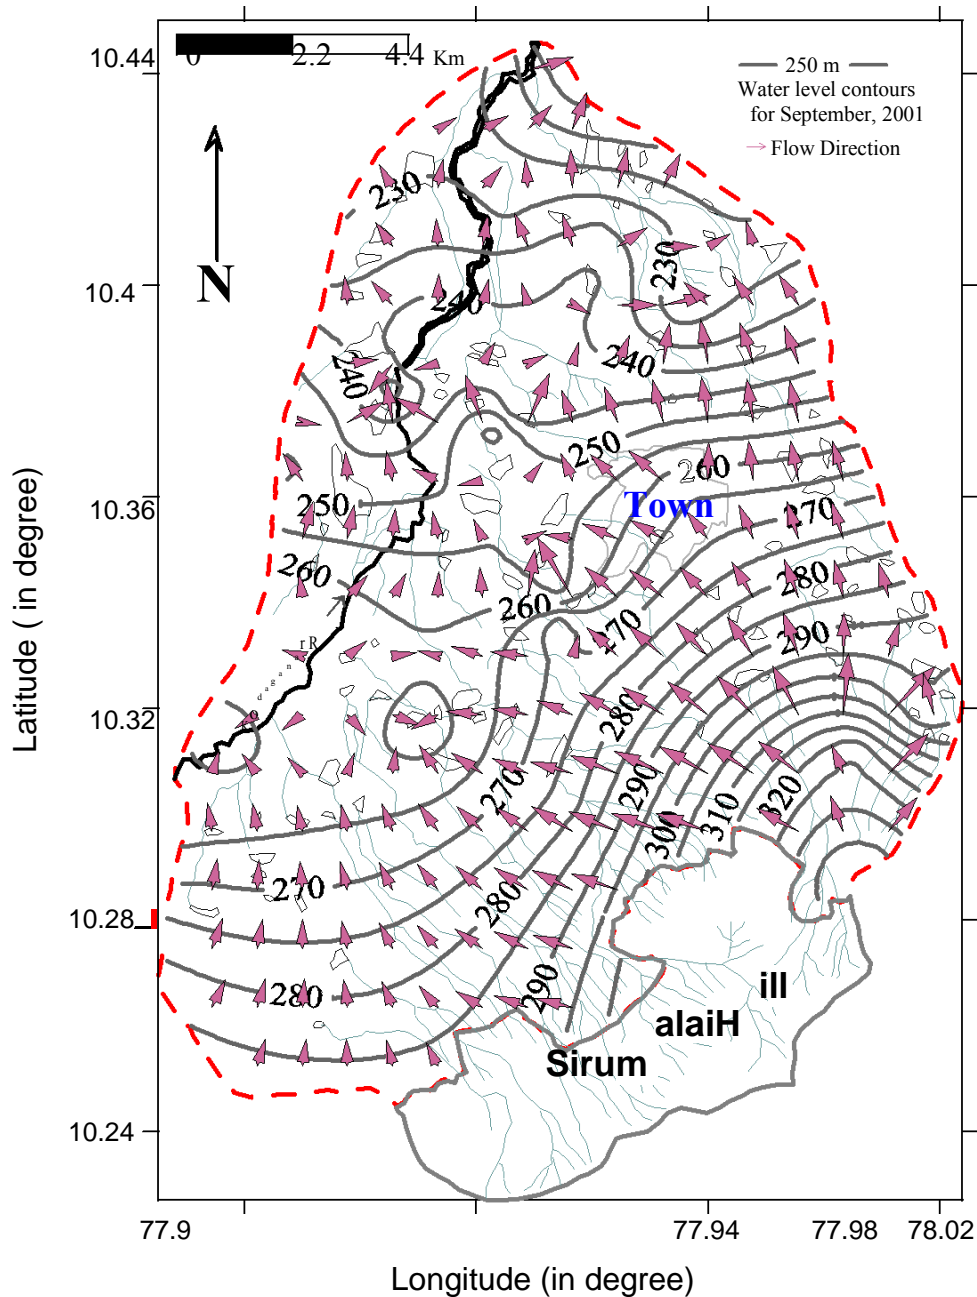 10.44
0 2.2 4.4 Km
250 m
Water level contours
for September, 2001
Flow Direction
230
N
230
10.4
240
240
240
250
260
Town
10.36
250
270
260
280
260
270
290
rR
d a g a n
10.32
280
270
290
300
310
320
270
280
10.28
290
280
ill
alaiH
Sirum
10.24
77.9 77.94 77.98 78.02
Latitude ( in degree)
Longitude (in degree)